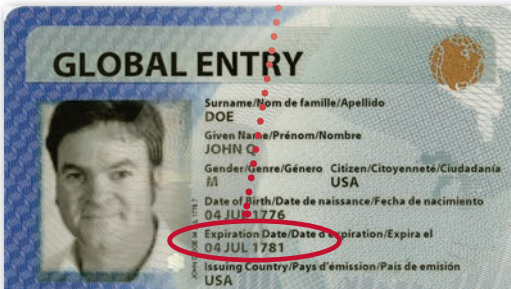 GLOBAL ENTRY
Surname/Nom de famille/Apellido
DOE
Given Name/Prénom/Nombre
JOHN Q
Gender/Genre/Género Citizen/Citoyenneté/Ciudadanía
M USA
Date of Birth/Date de naissance/Fecha de nacimiento
04 JUL 1776
Expiration Date/Date d'expiration/Expira el
04 JUL 1781
Issuing Country/Pays d'émission/Pais de emisión
USA